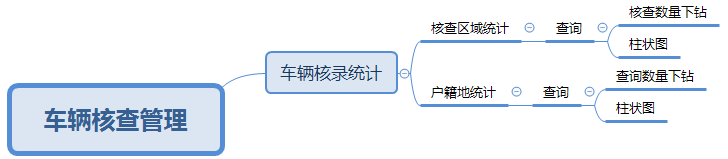 车辆核查管理
车辆核录统计
核查区域统计
查询
核查数量下钻
柱状图
户籍地统计
查询
查询数量下钻
柱状图